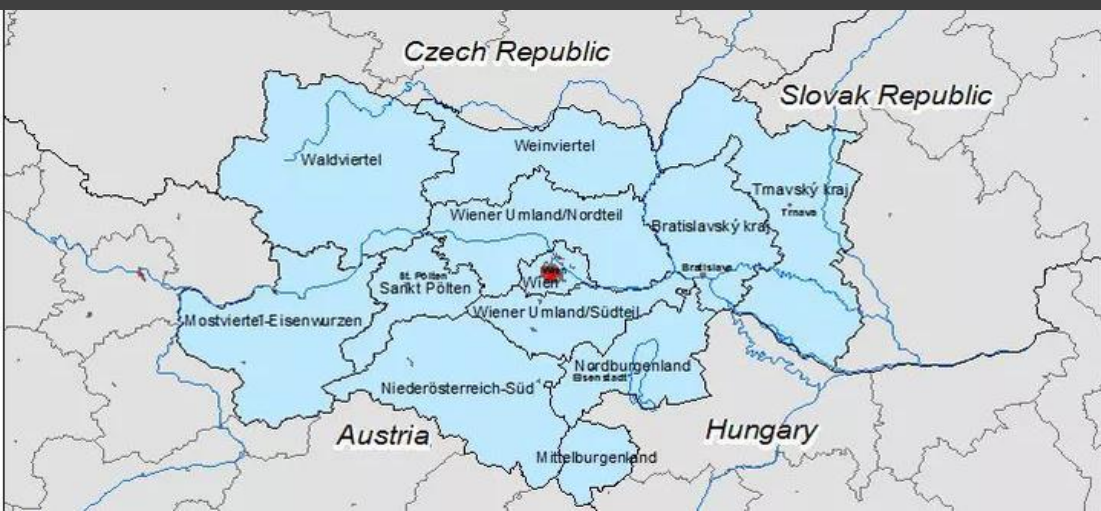 Czech Republic
Slovak Republic
Waldviertel
Weinviertel
Trnavský kraj
Trnava
Wiener Umland/Nordteil
Bratislavský kraj
Bratislava
St. Pölten
Sankt Pölten
Wien
Wien
Mostviertel-Eisenwurzen
Wiener Umland/Südteil
Nordburgenland
Eisenstadt
Niederösterreich-Süd
Austria
Hungary
Mittelburgenland